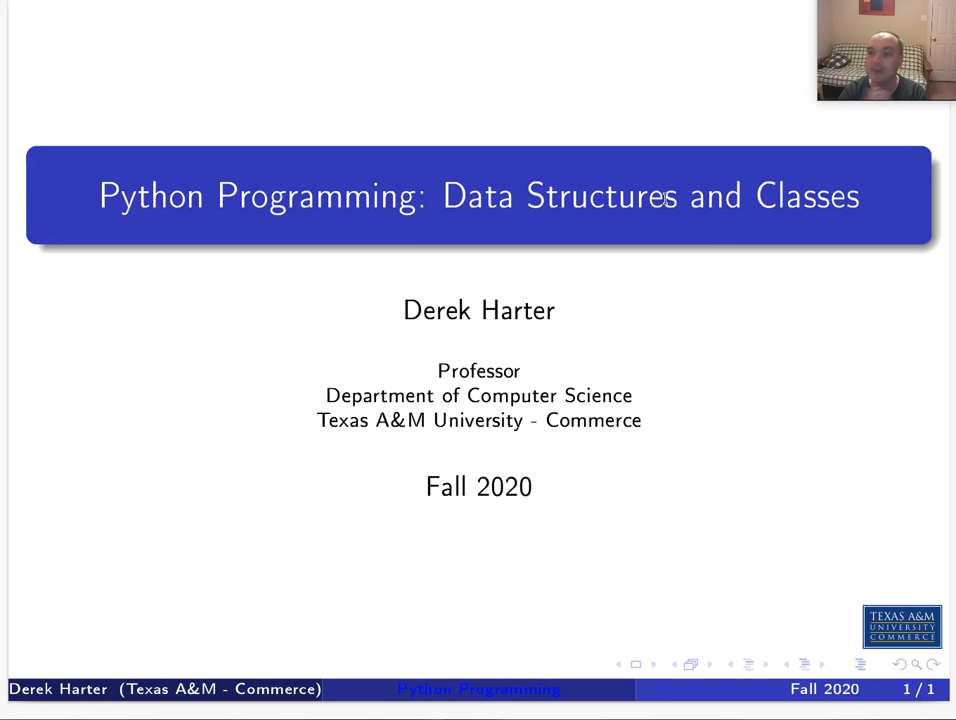 Python Programming: Data Structures and Classes
Derek Harter
Professor
Department of Computer Science
Texas A&M University - Commerce
Fall 2020
TEXAS A&M
UNIVERSITY
COMMERCE
Derek Harter (Texas A&M - Commerce) Python Programming Fall 2020 1 / 1